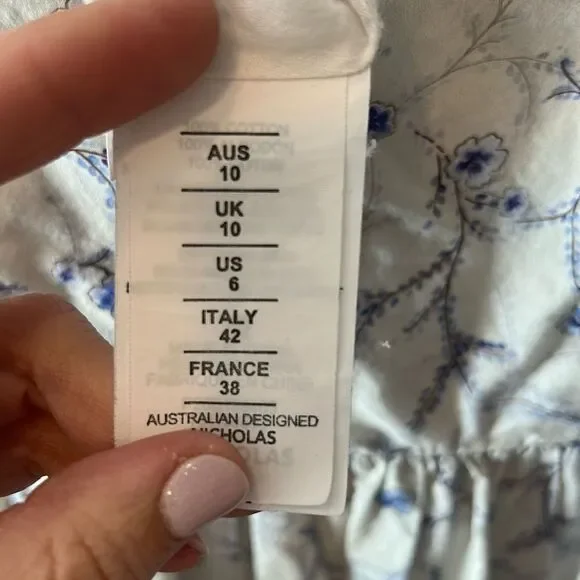 AUS
10
UK
10
US
6
ITALY
42
FRANCE
38
AUSTRALIAN DESIGNED
NICHOLAS